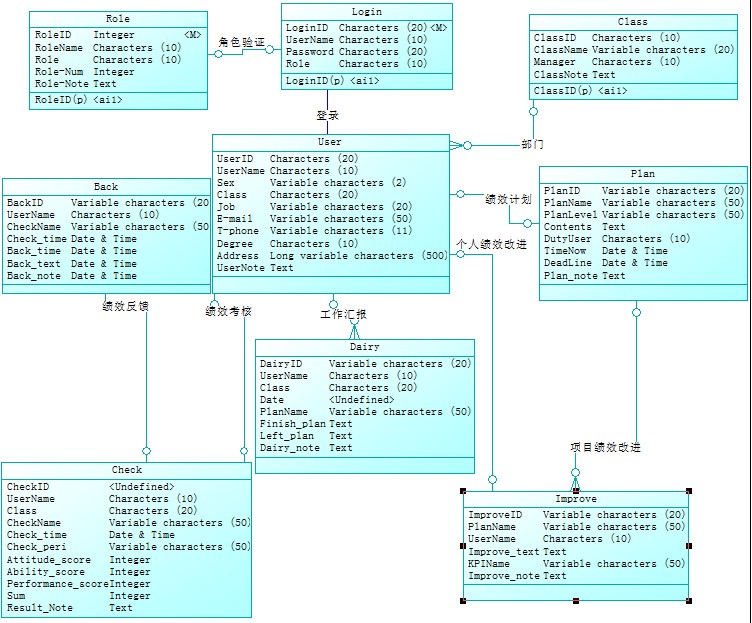 Role
RoleID Integer <M>
RoleName Characters (10)
Role Characters (10)
Role-Num Integer
Role-Note Text
RoleID(p) <ai1>
角色验证
Login
LoginID Characters (20) <M>
UserName Characters (10)
Password Characters (20)
Role Characters (10)
LoginID(p) <ai1>
Class
ClassID Characters (10)
ClassName Variable characters (20)
Manager Characters (10)
ClassNote Text
ClassID(p) <ai1>
登录
部门
User
UserID Characters (20)
UserName Characters (10)
Sex Variable characters (2)
Class Characters (20)
Job Variable characters (20)
E-mail Variable characters (50)
T-phone Variable characters (11)
Degree Characters (10)
Address Long variable characters (500)
UserNote Text
Back
BackID Variable characters (20
UserName Characters (10)
CheckName Variable characters (50
Check_time Date & Time
Back_time Date & Time
Back_text Date & Time
Back_note Date & Time
绩效计划
个人绩效改进
Plan
PlanID Variable characters (20)
PlanName Variable characters (50)
PlanLevel Variable characters (50)
Contents Text
DutyUser Characters (10)
TimeNow Date & Time
DeadLine Date & Time
Plan_note Text
绩效反馈
绩效考核
工作汇报
Dairy
DairyID Variable characters (20)
UserName Characters (10)
Class Characters (20)
Date <Undefined>
PlanName Variable characters (50)
Finish_plan Text
Left_plan Text
Dairy_note Text
项目绩效改进
Check
CheckID <Undefined>
UserName Characters (10)
Class Characters (20)
CheckName Variable characters (50)
Check_time Date & Time
Check_peri Variable characters (50)
Attitude_score Integer
Ability_score Integer
Performance_score Integer
Sum Integer
Result_Note Text
Improve
ImproveID Variable characters (20)
PlanName Variable characters (50)
UserName Characters (10)
Improve_text Text
KPIName Variable characters (50)
Improve_note Text